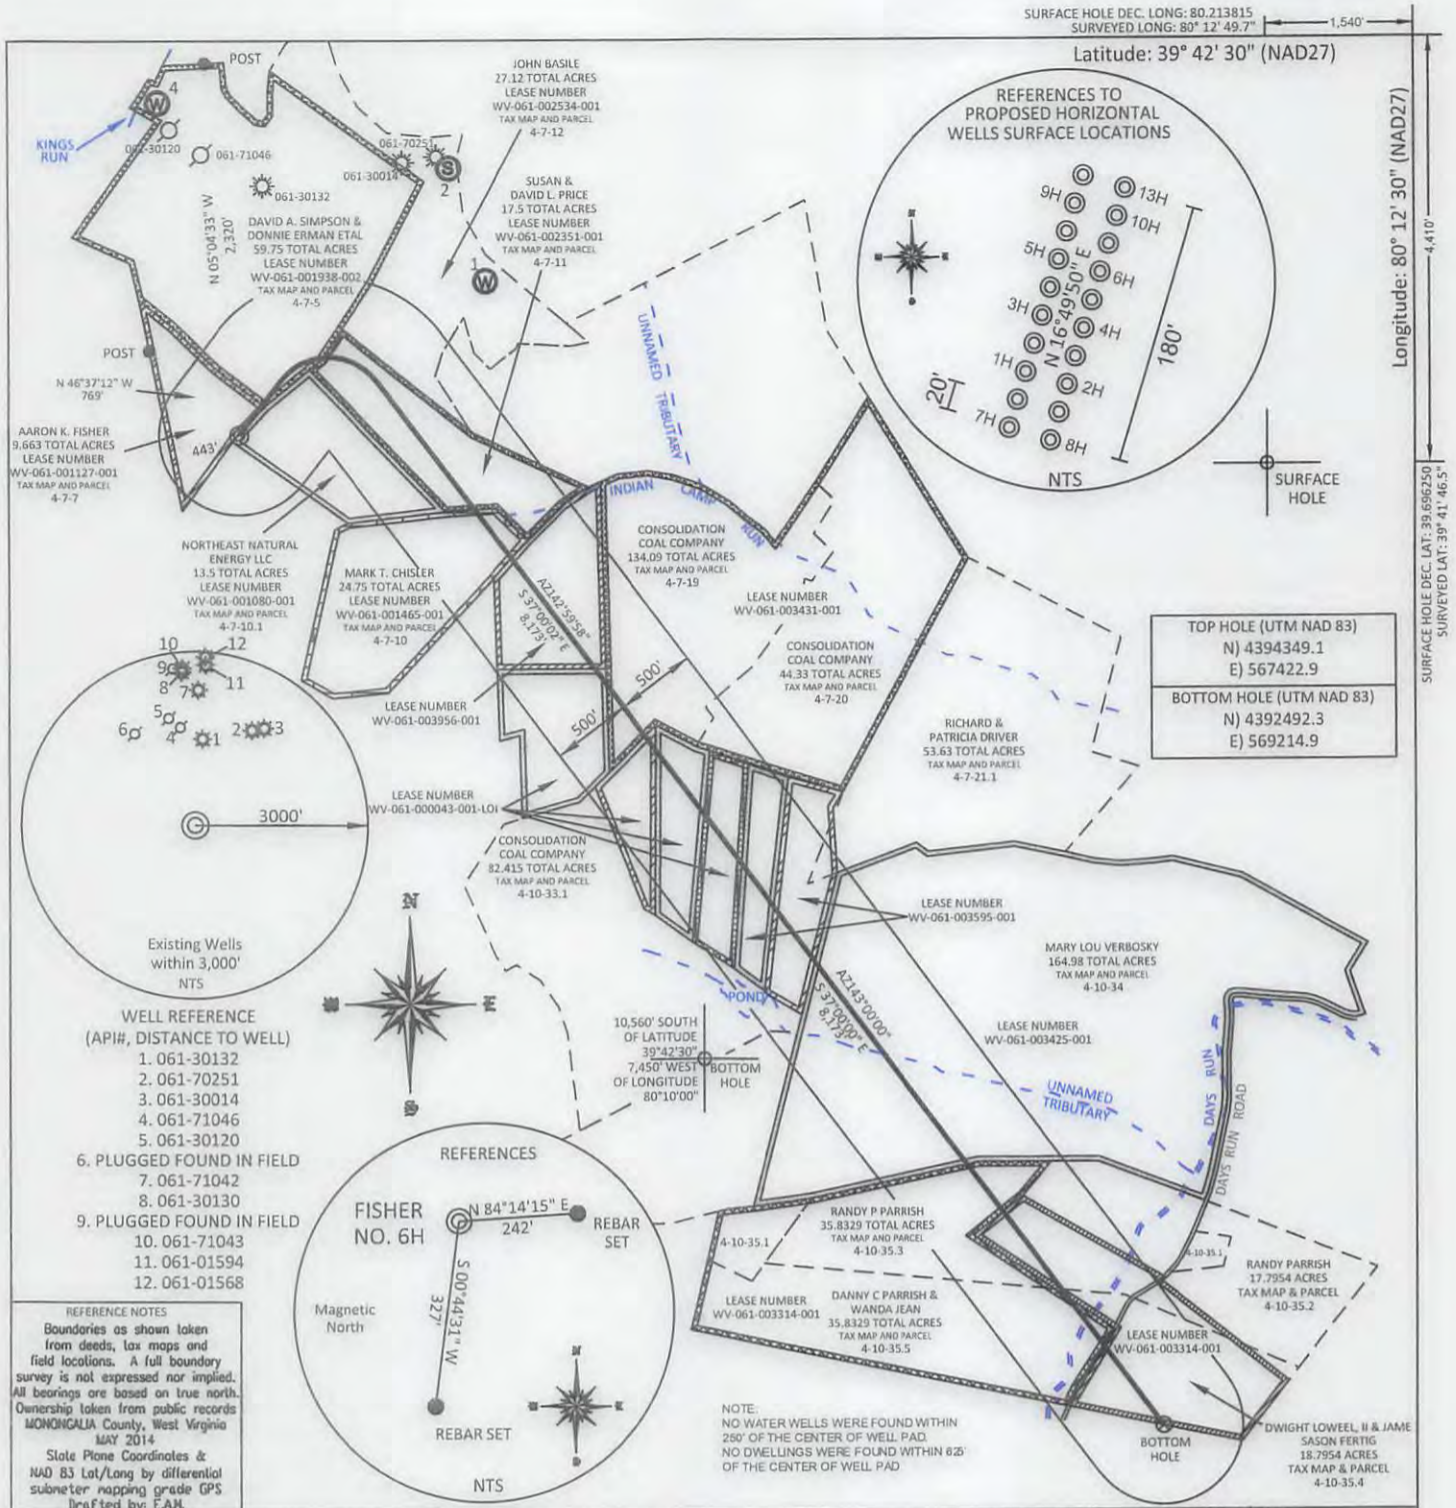 SURFACE HOLE DEC. LONG: 80.213815
SURVEYED LONG: 80° 12' 49.7"
1,540'
Latitude: 39° 42' 30" (NAD27)
Longitude: 80° 12' 30" (NAD27)
4,410'
SURFACE HOLE DEC. LAT: 39.696250
SURVEYED LAT: 39° 41' 46.5"
POST
4
W
KINGS
RUN
061-71046
061-30132
061-70251
061-30014
S
2
1
W
JOHN BASILE
27.12 TOTAL ACRES
LEASE NUMBER
WV-061-002534-001
TAX MAP AND PARCEL
4-7-12
SUSAN &
DAVID L. PRICE
17.5 TOTAL ACRES
LEASE NUMBER
WV-061-002351-001
TAX MAP AND PARCEL
4-7-11
N 05°04'33" W
2,320'
DAVID A. SIMPSON &
DONNIE ERMAN ETAL
59.75 TOTAL ACRES
LEASE NUMBER
WV-061-001938-002
TAX MAP AND PARCEL
4-7-5
REFERENCES TO
PROPOSED HORIZONTAL
WELLS SURFACE LOCATIONS
9H
13H
10H
5H
6H
3H
4H
1H
2H
7H
8H
N 16°49'50" E
180'
20'
NTS
SURFACE
HOLE
POST
N 46°37'12" W
769'
AARON K. FISHER
9.663 TOTAL ACRES
LEASE NUMBER
WV-061-001127-001
TAX MAP AND PARCEL
4-7-7
443'
UNNAMED TRIBUTARY
INDIAN CAMP RUN
NORTHEAST NATURAL
ENERGY LLC
13.5 TOTAL ACRES
LEASE NUMBER
WV-061-001080-001
TAX MAP AND PARCEL
4-7-10.1
MARK T. CHISLER
24.75 TOTAL ACRES
LEASE NUMBER
WV-061-001465-001
TAX MAP AND PARCEL
4-7-10
CONSOLIDATION
COAL COMPANY
134.09 TOTAL ACRES
TAX MAP AND PARCEL
4-7-19
LEASE NUMBER
WV-061-003431-001
AZ142°59'58"
S 37°00'02" E
8,173'
CONSOLIDATION
COAL COMPANY
44.33 TOTAL ACRES
TAX MAP AND PARCEL
4-7-20
TOP HOLE (UTM NAD 83)
N) 4394349.1
E) 567422.9
BOTTOM HOLE (UTM NAD 83)
N) 4392492.3
E) 569214.9
10
12
9
8
7
11
5
6
4
1
2
3
3000'
Existing Wells
within 3,000'
NTS
LEASE NUMBER
WV-061-003956-001
500'
500'
RICHARD &
PATRICIA DRIVER
53.63 TOTAL ACRES
TAX MAP AND PARCEL
4-7-21.1
LEASE NUMBER
WV-061-000043-001-LOI
CONSOLIDATION
COAL COMPANY
82.415 TOTAL ACRES
TAX MAP AND PARCEL
4-10-33.1
LEASE NUMBER
WV-061-003595-001
MARY LOU VERBOSKY
164.98 TOTAL ACRES
TAX MAP AND PARCEL
4-10-34
N
E
S
W
POND
AZ143°00'00"
S 37°00'00" E
8,173'
LEASE NUMBER
WV-061-003425-001
10,560' SOUTH
OF LATITUDE
39°42'30"
7,450' WEST
OF LONGITUDE
80°10'00"
BOTTOM
HOLE
UNNAMED
TRIBUTARY
DAYS RUN
DAYS RUN ROAD
WELL REFERENCE
(API#, DISTANCE TO WELL)
1. 061-30132
2. 061-70251
3. 061-30014
4. 061-71046
5. 061-30120
6. PLUGGED FOUND IN FIELD
7. 061-71042
8. 061-30130
9. PLUGGED FOUND IN FIELD
10. 061-71043
11. 061-01594
12. 061-01568
REFERENCES
FISHER
NO. 6H
N 84°14'15" E
242'
REBAR
SET
S 00°44'31" W
327'
Magnetic
North
REBAR SET
NTS
4-10-35.1
RANDY P PARRISH
35.8329 TOTAL ACRES
TAX MAP AND PARCEL
4-10-35.3
4-10-35.1
RANDY PARRISH
17.7954 ACRES
TAX MAP & PARCEL
4-10-35.2
LEASE NUMBER
WV-061-003314-001
DANNY C PARRISH &
WANDA JEAN
35.8329 TOTAL ACRES
TAX MAP AND PARCEL
4-10-35.5
LEASE NUMBER
WV-061-003314-001
NOTE:
NO WATER WELLS WERE FOUND WITHIN
250' OF THE CENTER OF WELL PAD.
NO DWELLINGS WERE FOUND WITHIN 625'
OF THE CENTER OF WELL PAD
BOTTOM
HOLE
DWIGHT LOWEEL, II & JAME
SASON FERTIG
18.7954 ACRES
TAX MAP & PARCEL
4-10-35.4
REFERENCE NOTES
Boundaries as shown taken
from deeds, tax maps and
field locations. A full boundary
survey is not expressed nor implied.
All bearings are based on true north.
Ownership taken from public records
MONONGALIA County, West Virginia
MAY 2014
State Plane Coordinates &
NAD 83 Lat/Long by differential
submeter mapping grade GPS
Drafted by: F.A.H.